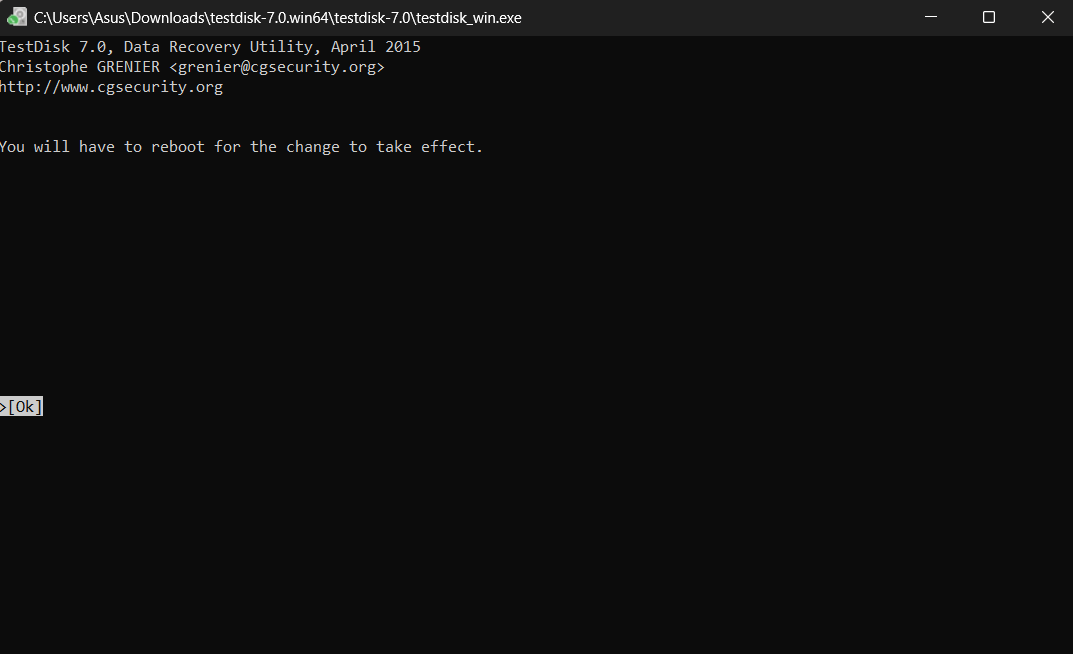 C:\Users\Asus\Downloads\testdisk-7.0.win64\testdisk-7.0\testdisk_win.exe
TestDisk 7.0, Data Recovery Utility, April 2015
Christophe GRENIER <grenier@cgsecurity.org>
http://www.cgsecurity.org
You will have to reboot for the change to take effect.
>[Ok]